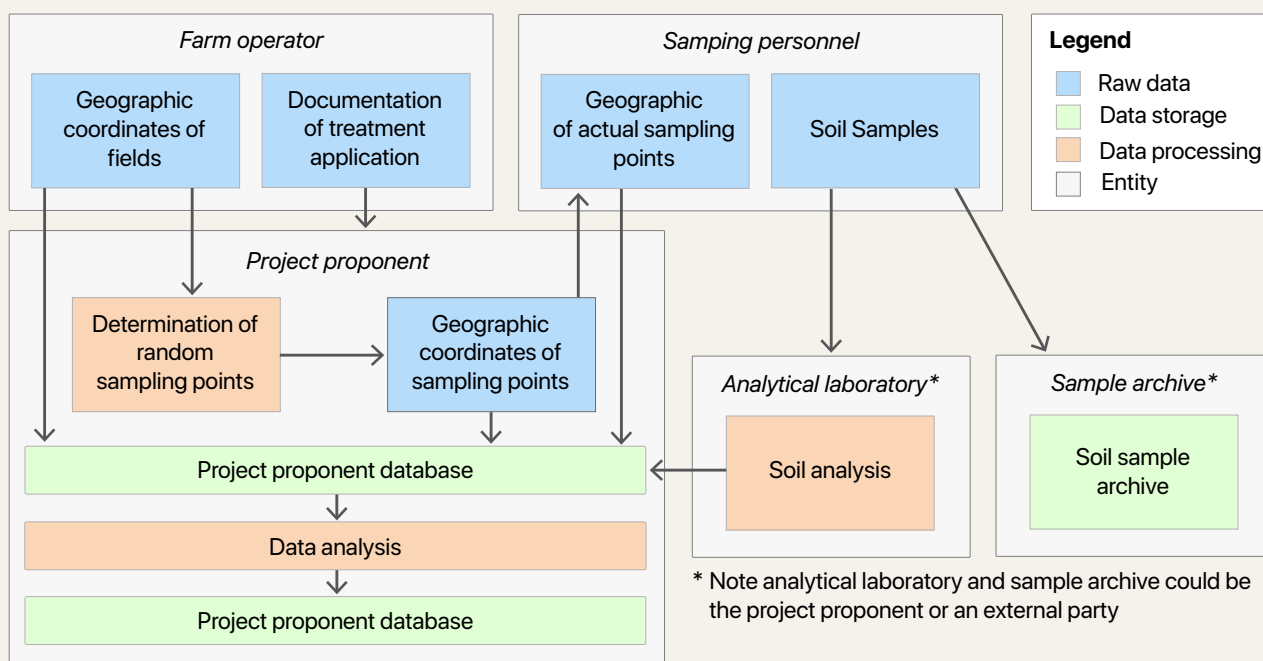 Farm operator
Geographic
coordinates of
fields
Documentation
of treatment
application
Samping personnel
Geographic
of actual sampling
points
Soil Samples
Legend
Raw data
Data storage
Data processing
Entity
Project proponent
Determination of
random
sampling points
Geographic
coordinates of
sampling points
Project proponent database
Data analysis
Project proponent database
Analytical laboratory*
Soil analysis
Sample archive*
Soil sample
archive
* Note analytical laboratory and sample archive could be
the project proponent or an external party